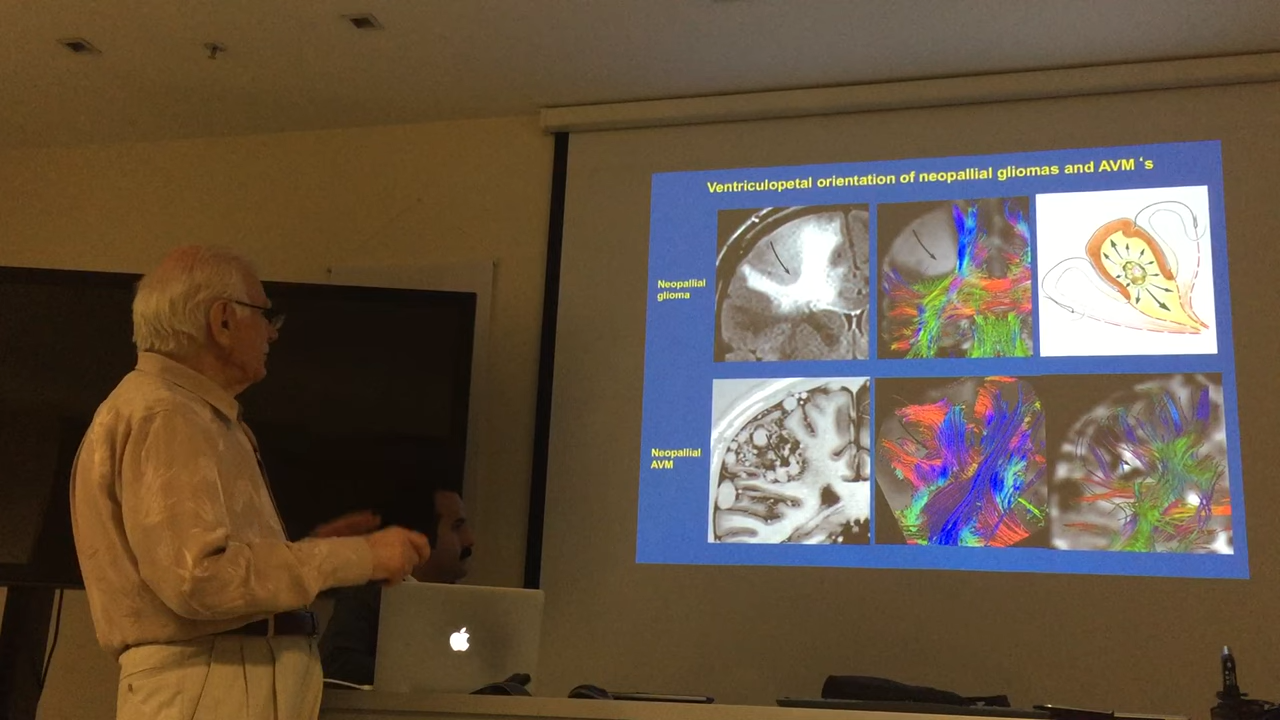 Ventriculopetal orientation of neopallial gliomas and AVM ‘s
Neopallial
glioma
Neopallial
AVM